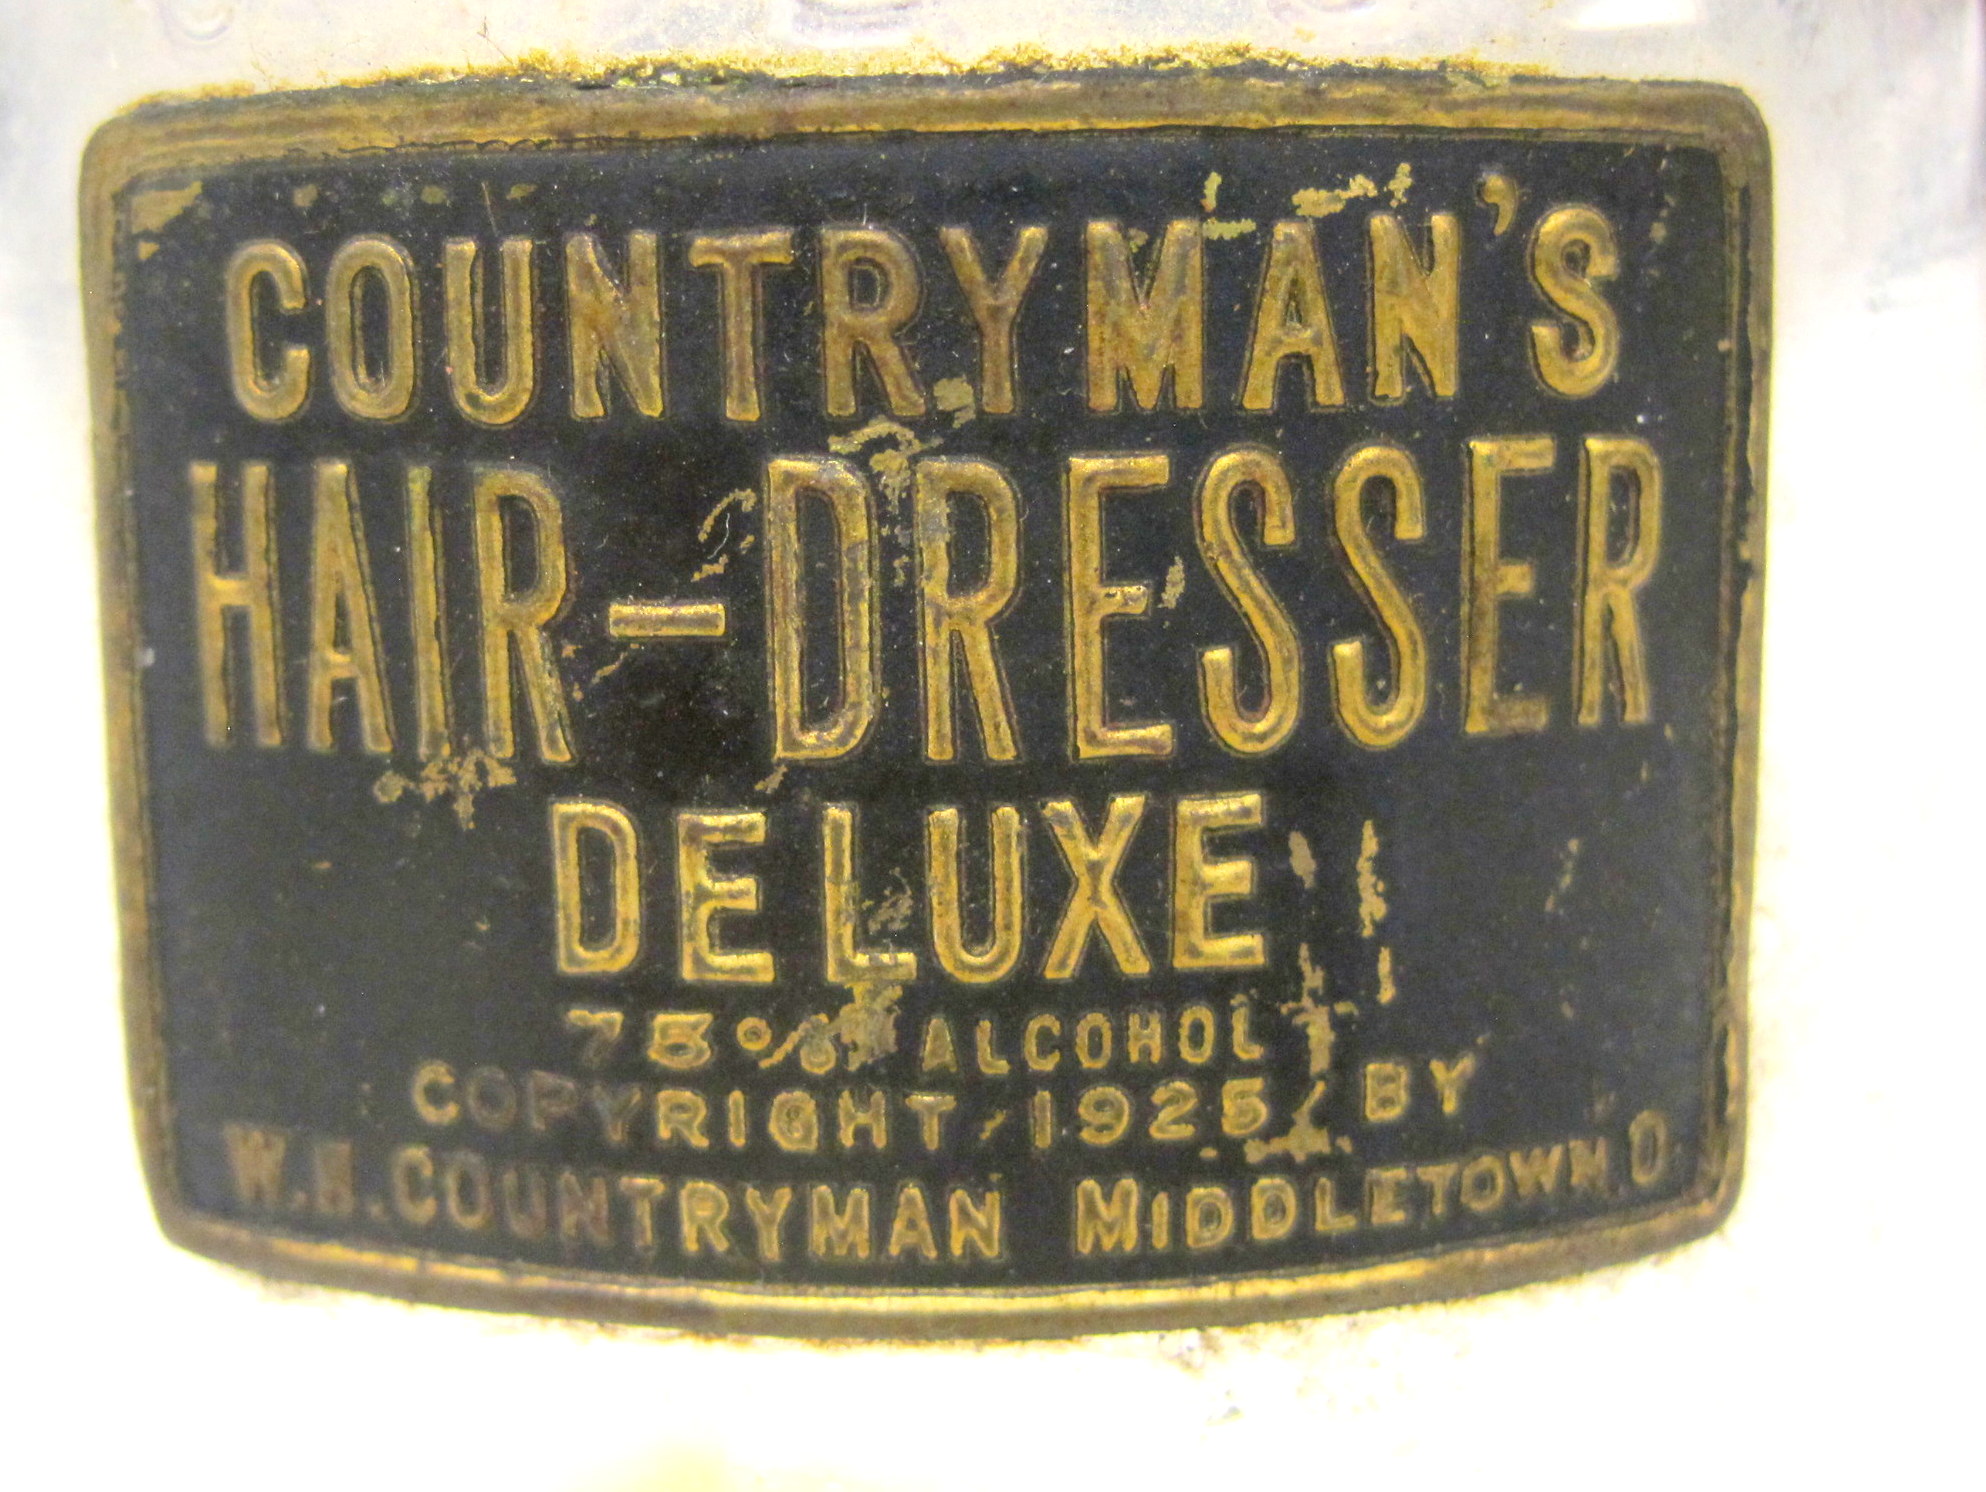 COUNTRYMAN'S
HAIR-DRESSER
DELUXE
75% ALCOHOL
COPYRIGHT, 1925, BY
W.H. COUNTRYMAN MIDDLETOWN O